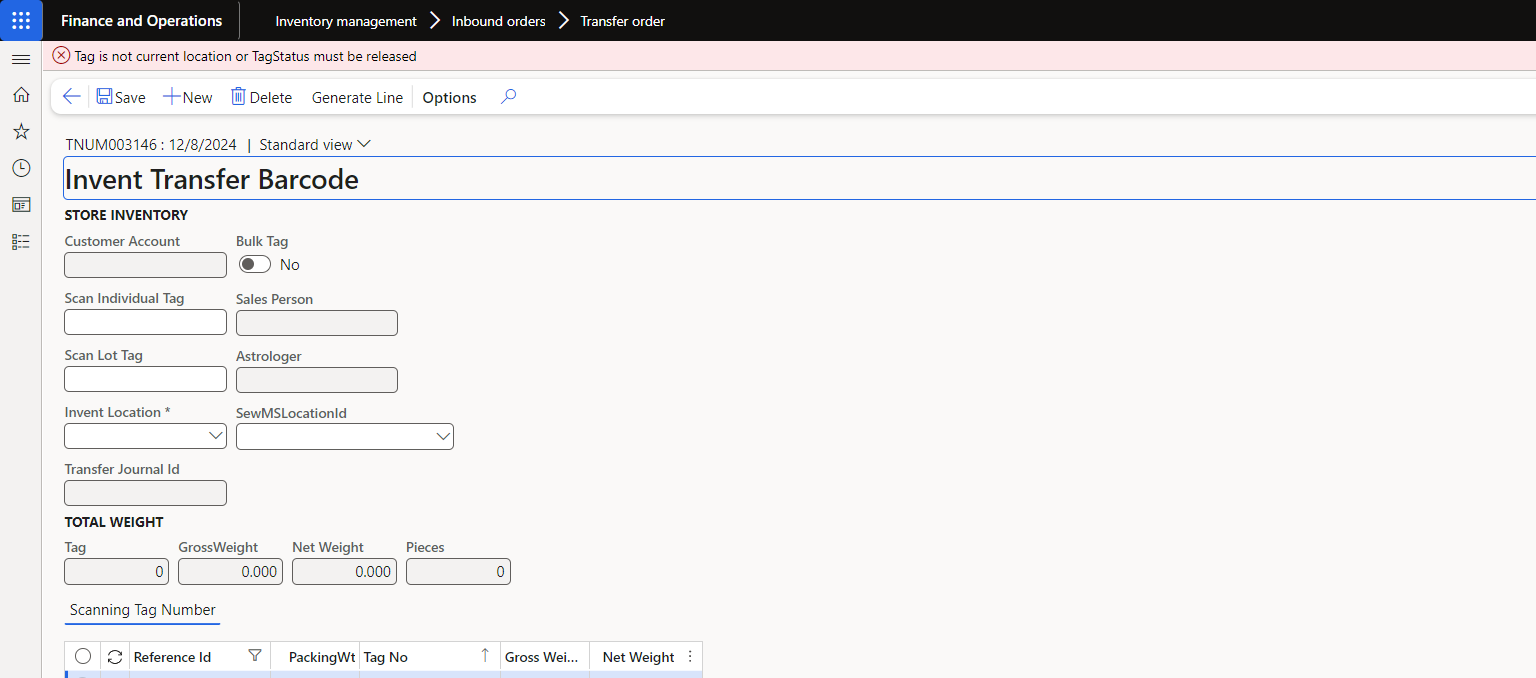 Finance and Operations Inventory management Inbound orders Transfer order
Tag is not current location or TagStatus must be released
Save New Delete Generate Line Options
TNUM003146 : 12/8/2024 | Standard view
Invent Transfer Barcode
STORE INVENTORY
Customer Account Bulk Tag
No
Scan Individual Tag Sales Person
Scan Lot Tag Astrologer
Invent Location * SewMSLocationId
Transfer Journal Id
TOTAL WEIGHT
Tag GrossWeight Net Weight Pieces
0 0.000 0.000 0
Scanning Tag Number
Reference Id PackingWt Tag No Gross Wei... Net Weight